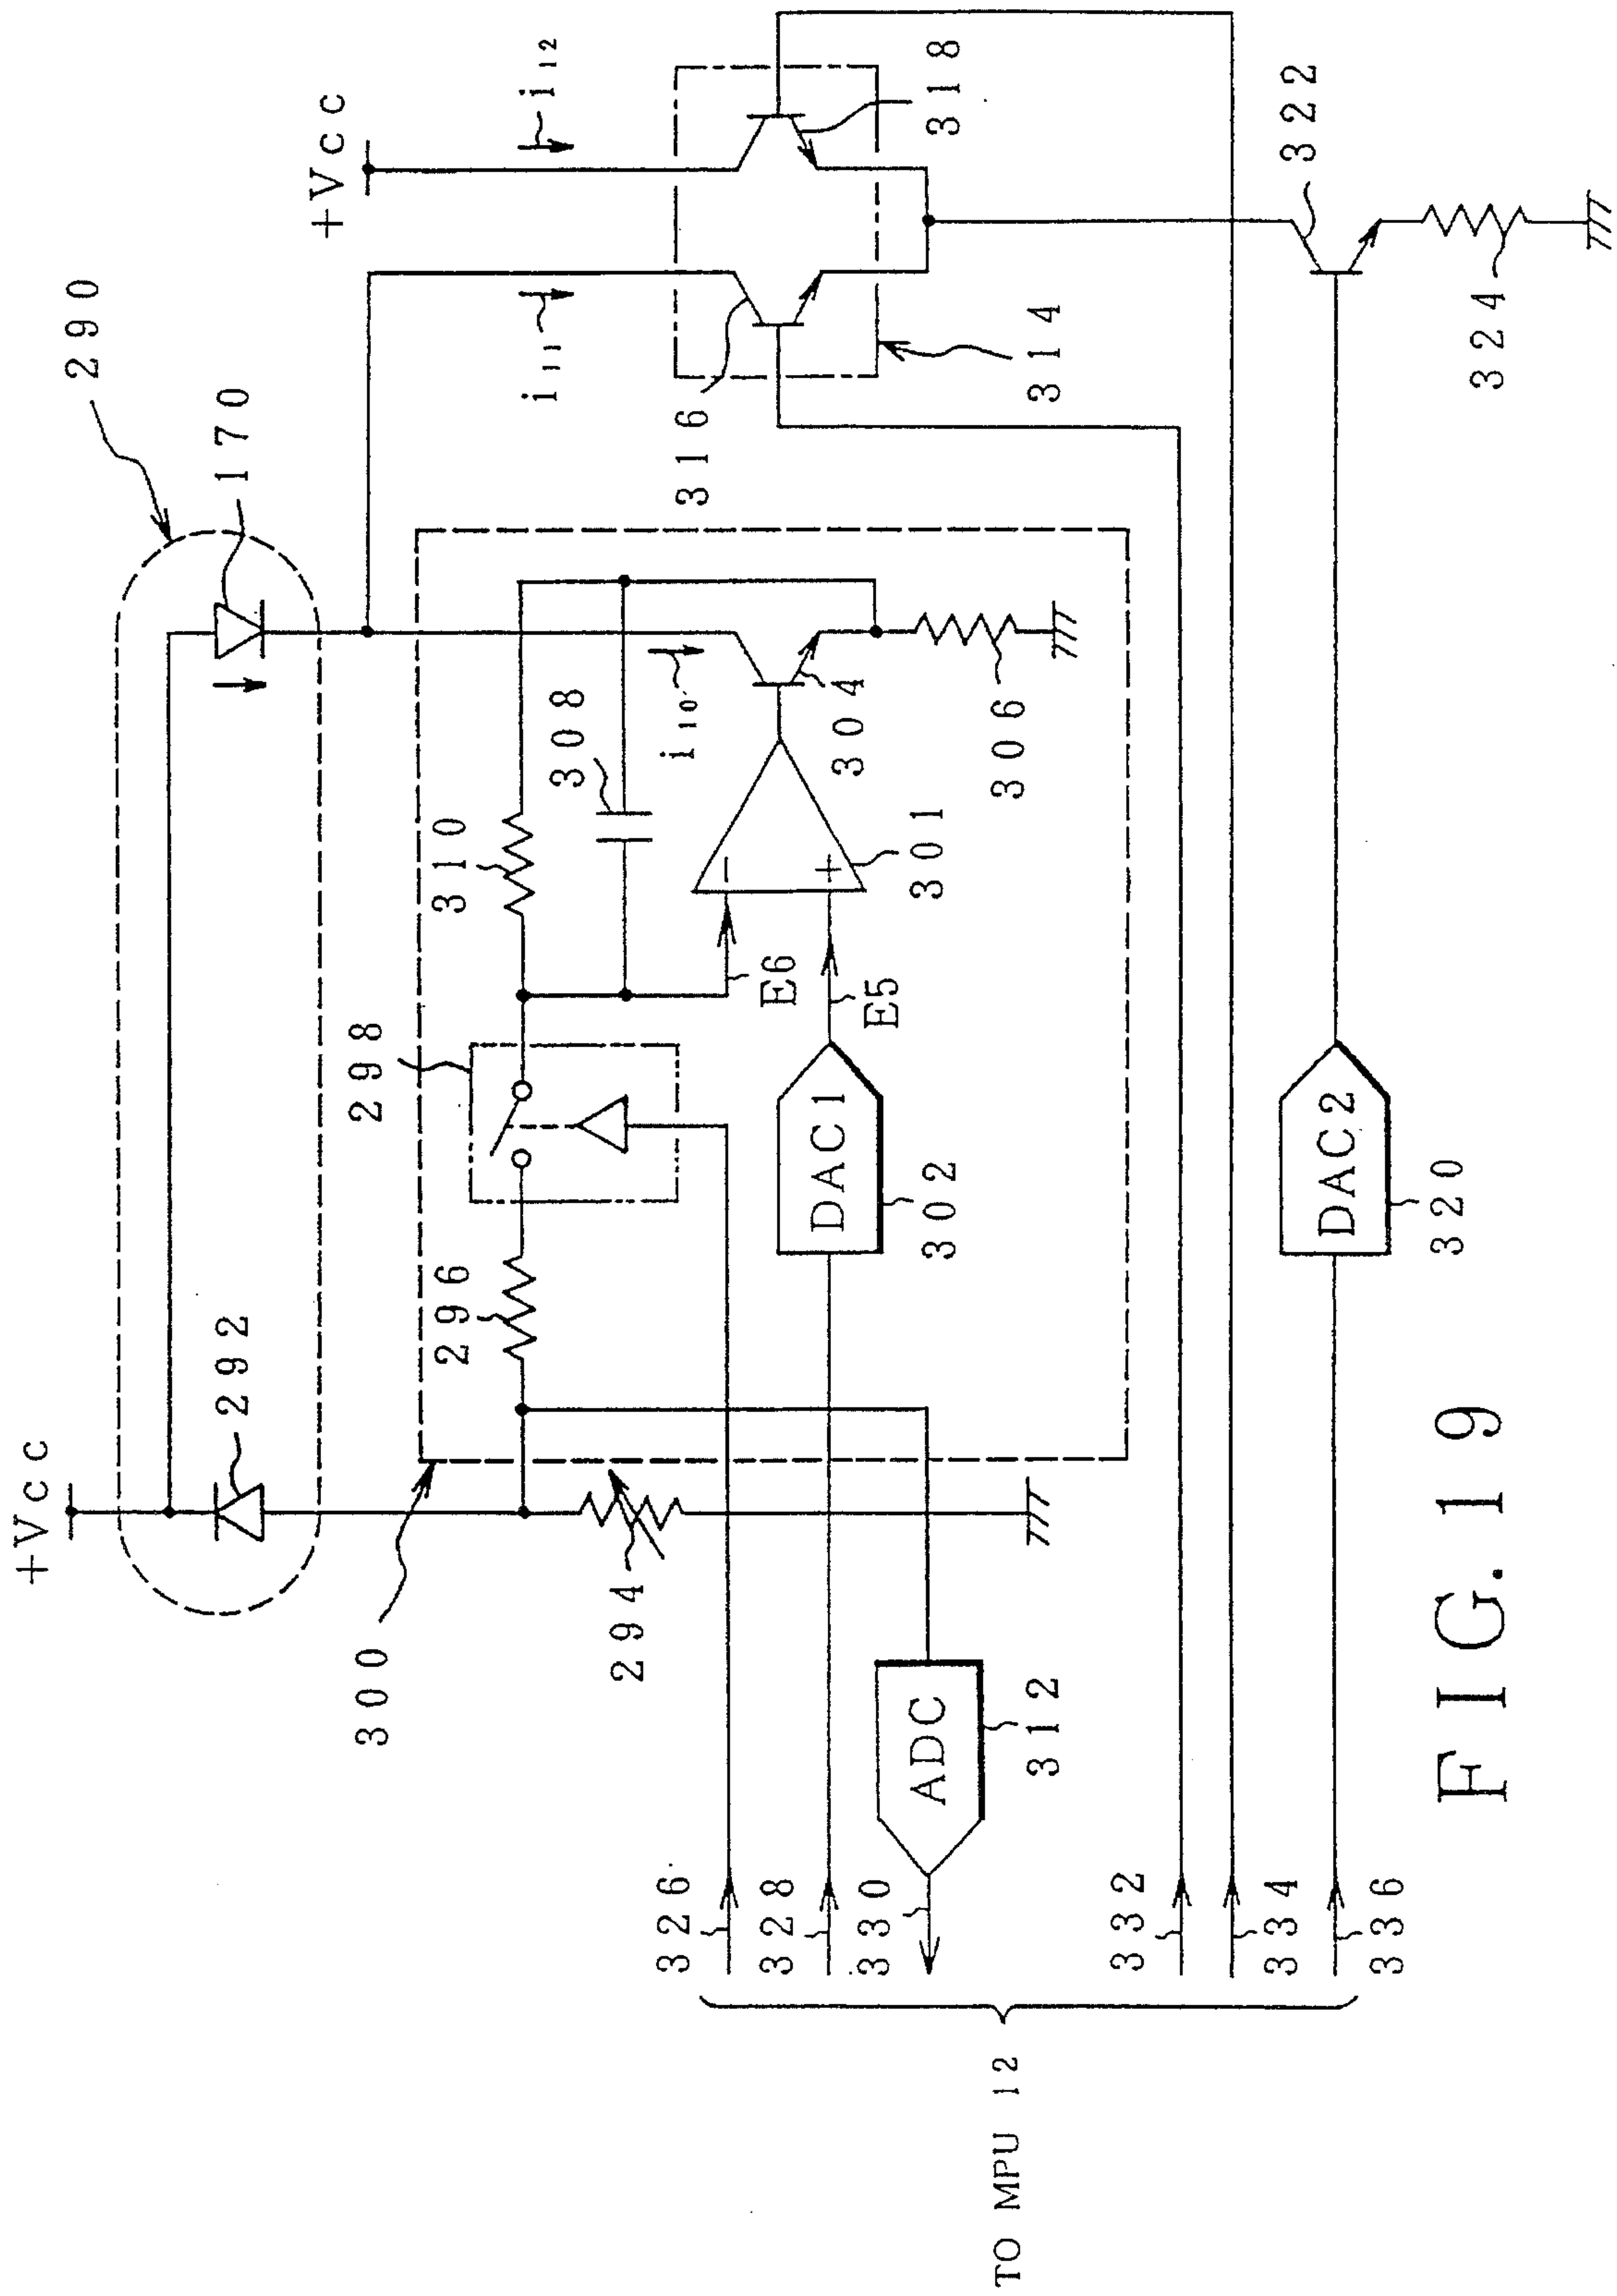 +Vcc
290
292
170
+Vcc
300
294
298
296
310
308
i10
i11
i12
316
318
314
E6
E5
DAC1
302
301
304
306
ADC
312
DAC2
320
322
324
326
328
330
332
334
336
TO MPU 12
FIG. 19
−
+